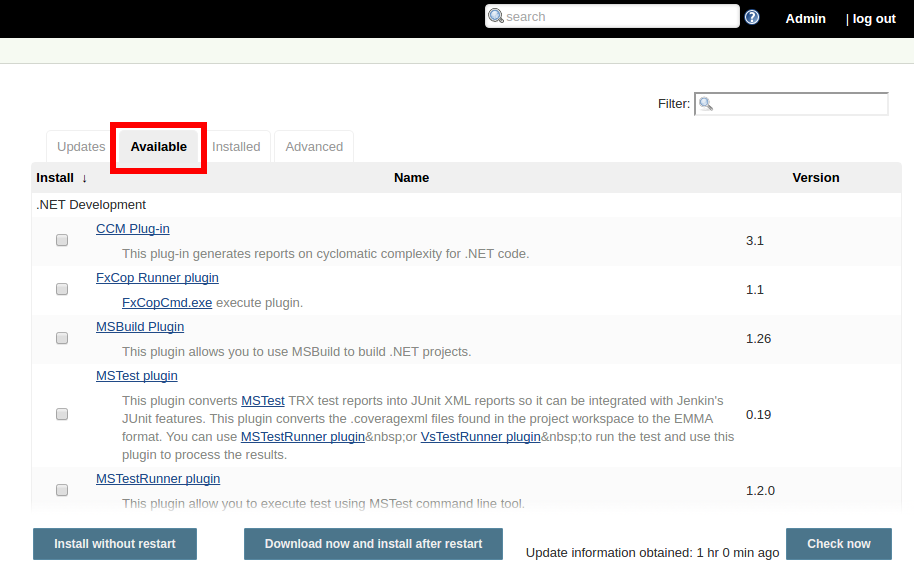 search
Admin | log out
Filter:
Updates Available Installed Advanced
Install ↓ Name Version
.NET Development
CCM Plug-in
This plug-in generates reports on cyclomatic complexity for .NET code.
3.1
FxCop Runner plugin
FxCopCmd.exe execute plugin.
1.1
MSBuild Plugin
This plugin allows you to use MSBuild to build .NET projects.
1.26
MSTest plugin
This plugin converts MSTest TRX test reports into JUnit XML reports so it can be integrated with Jenkin's
JUnit features. This plugin converts the .coveragexml files found in the project workspace to the EMMA
format. You can use MSTestRunner plugin&nbsp;or VsTestRunner plugin&nbsp;to run the test and use this
plugin to process the results.
0.19
MSTestRunner plugin
This plugin allow you to execute test using MSTest command line tool.
1.2.0
Install without restart Download now and install after restart Update information obtained: 1 hr 0 min ago Check now